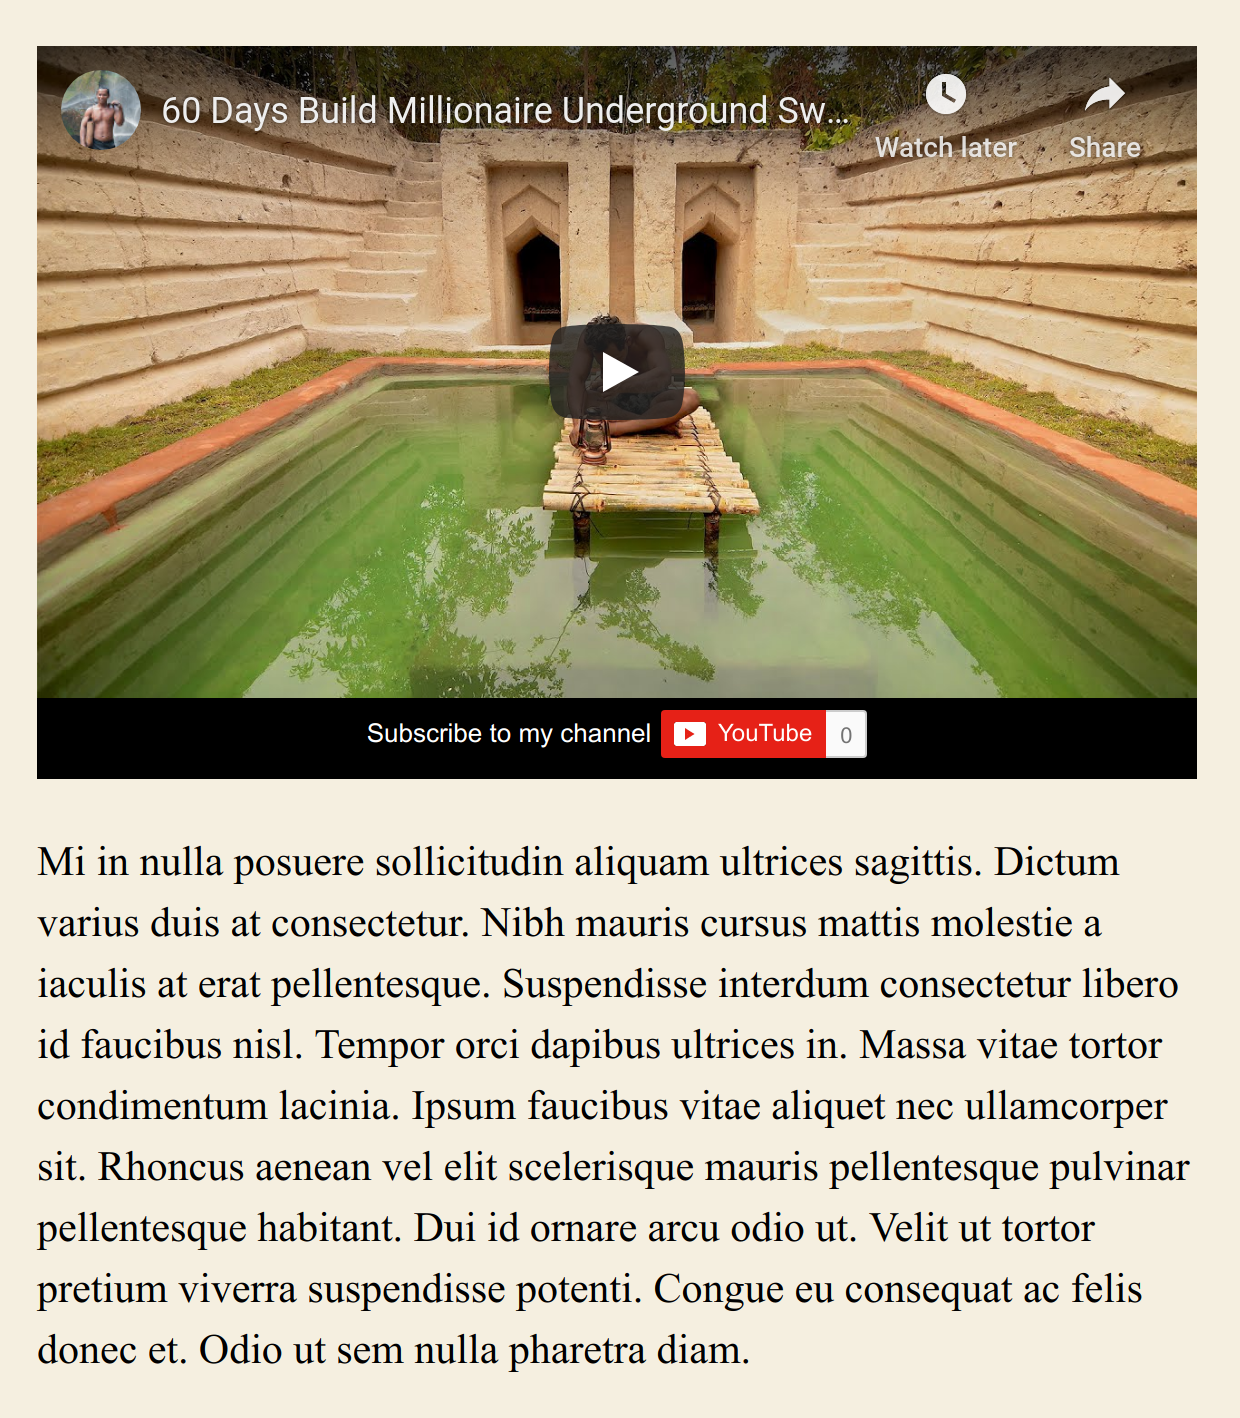 60 Days Build Millionaire Underground Sw...
Watch later
Share
Subscribe to my channel YouTube 0
Mi in nulla posuere sollicitudin aliquam ultrices sagittis. Dictum
varius duis at consectetur. Nibh mauris cursus mattis molestie a
iaculis at erat pellentesque. Suspendisse interdum consectetur libero
id faucibus nisl. Tempor orci dapibus ultrices in. Massa vitae tortor
condimentum lacinia. Ipsum faucibus vitae aliquet nec ullamcorper
sit. Rhoncus aenean vel elit scelerisque mauris pellentesque pulvinar
pellentesque habitant. Dui id ornare arcu odio ut. Velit ut tortor
pretium viverra suspendisse potenti. Congue eu consequat ac felis
donec et. Odio ut sem nulla pharetra diam.